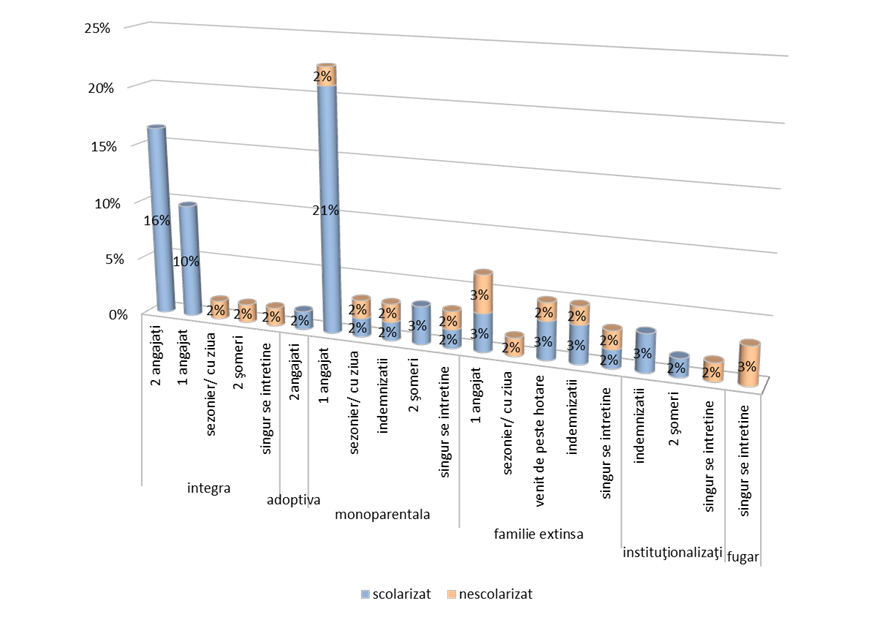 25%
20%
15%
10%
5%
0%
16%
10%
2%
2%
2%
2%
2%
21%
2%
2%
2%
2%
3%
2%
2%
3%
3%
2%
2%
3%
2%
3%
2%
2%
3%
2%
2%
3%
2 angajați
1 angajat
sezonier/ cu ziua
2 șomeri
singur se intretine
2angajati
1 angajat
sezonier/ cu ziua
indemnizatii
2 șomeri
singur se intretine
1 angajat
sezonier/ cu ziua
venit de peste hotare
indemnizatii
singur se intretine
indemnizatii
2 șomeri
singur se intretine
singur se intretine
integra
adoptiva
monoparentala
familie extinsa
instituţionalizaţi
fugar
scolarizat
nescolarizat